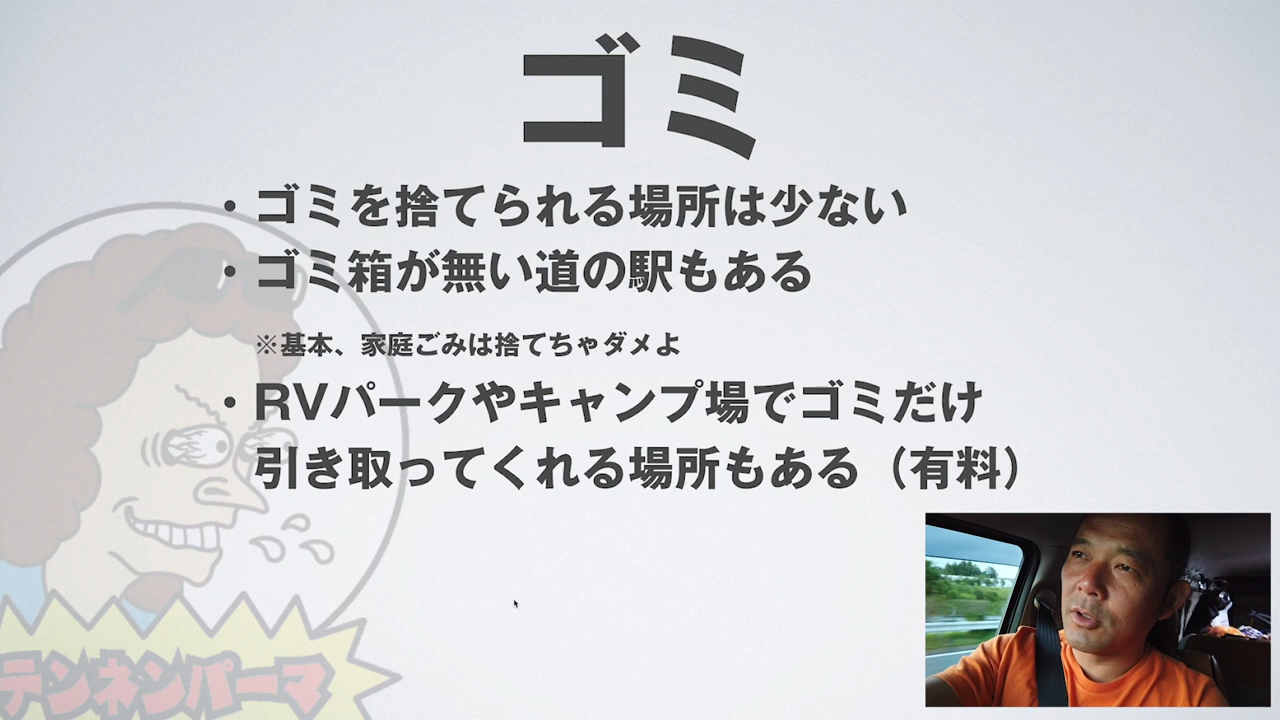 ゴミ
・ゴミを捨てられる場所は少ない
・ゴミ箱が無い道の駅もある
※基本、家庭ごみは捨てちゃダメよ
・RVパークやキャンプ場でゴミだけ
引き取ってくれる場所もある（有料）
テンネンパーマ